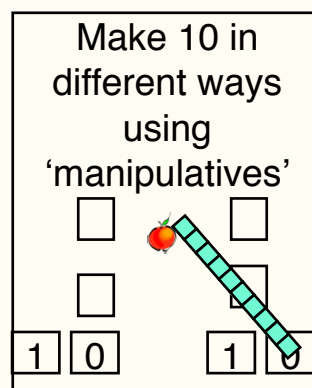 Make 10 in
different ways
using
‘manipulatives’
1 0 1 0